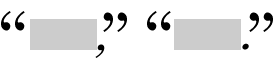 “ ,” “ .”